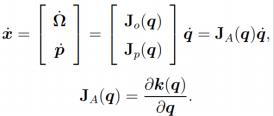 ẋ = [ Ω̇ ; ṗ ] = [ J_o(q) ; J_p(q) ] q̇ = J_A(q)q̇,
J_A(q) = ∂k(q) / ∂q .